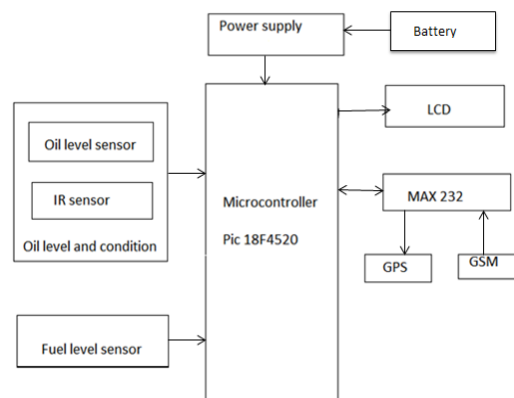 Power supply
Battery
LCD
Oil level sensor
IR sensor
Oil level and condition
Microcontroller
Pic 18F4520
MAX 232
GPS
GSM
Fuel level sensor